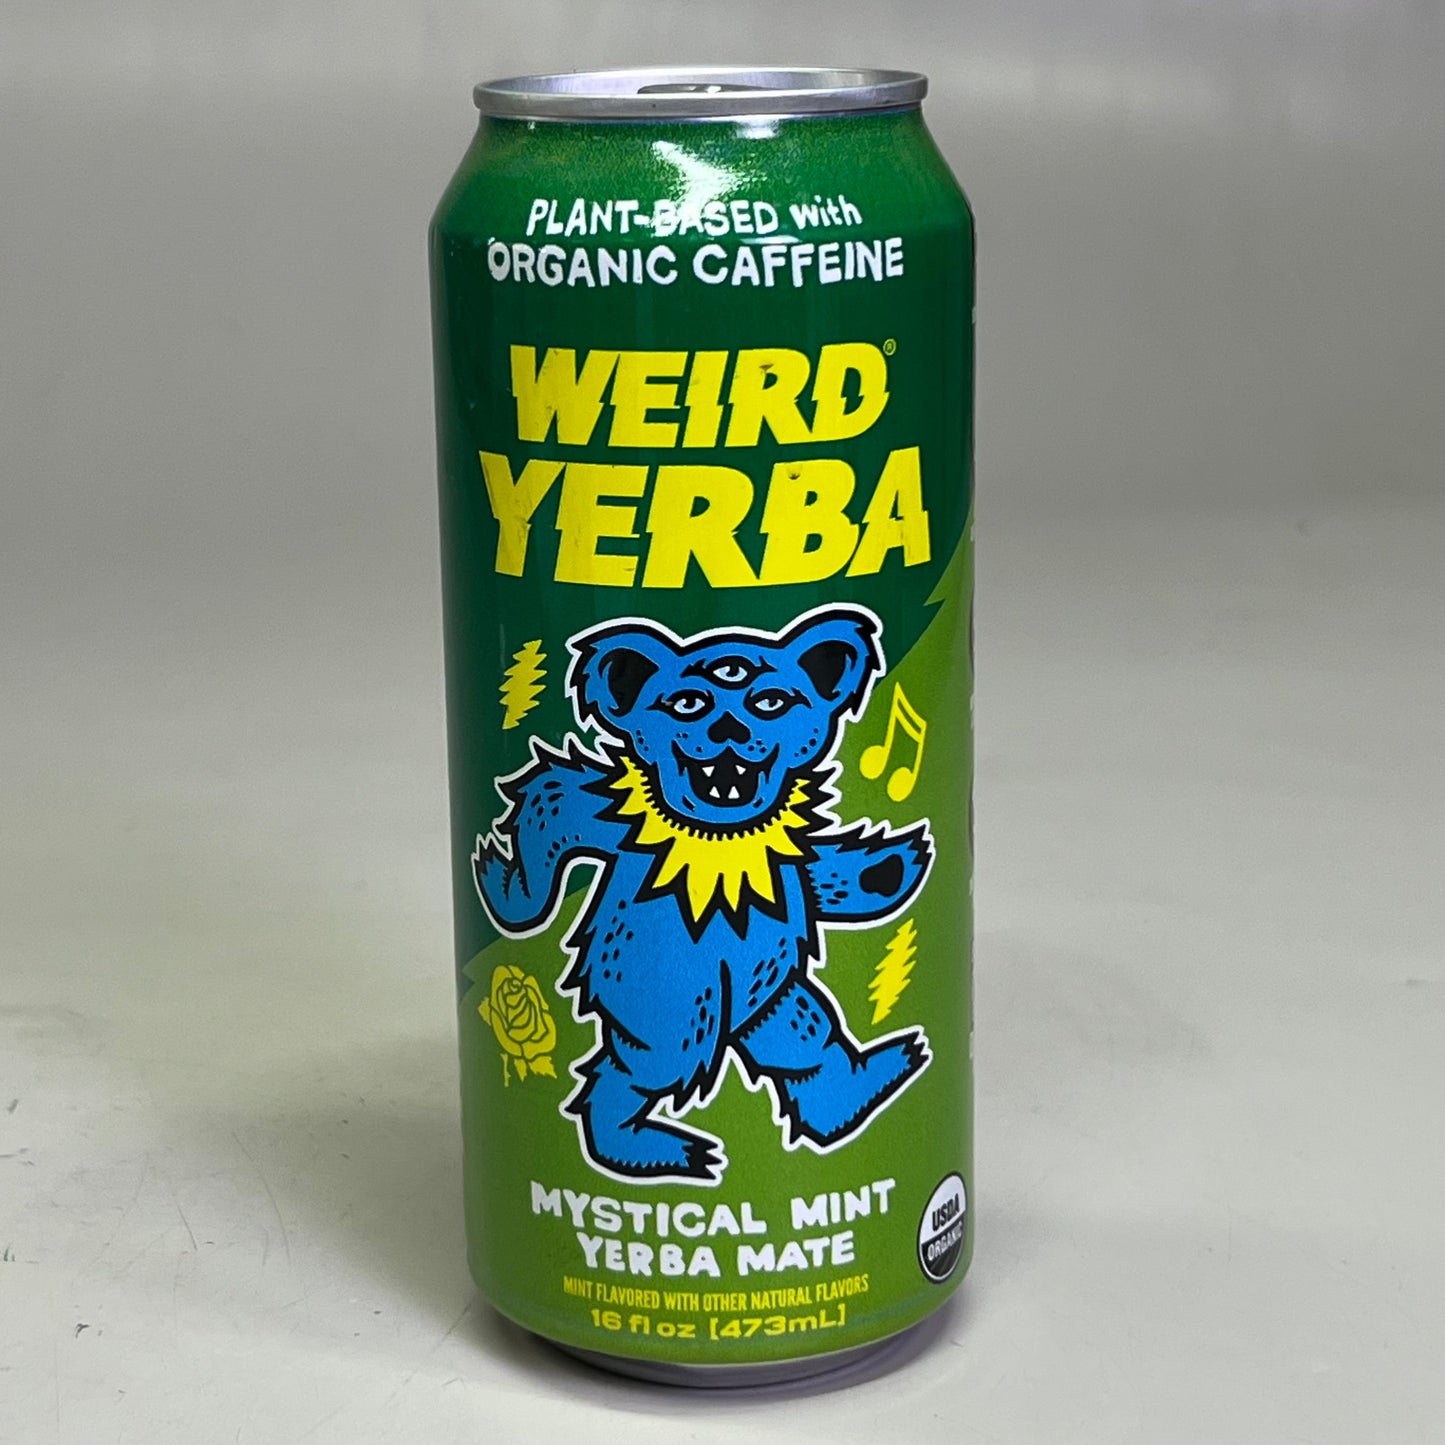 PLANT-BASED with
ORGANIC CAFFEINE
WEIRD®
YERBA
MYSTICAL MINT
YERBA MATE
USDA
ORGANIC
MINT FLAVORED WITH OTHER NATURAL FLAVORS
16 fl oz [473mL]